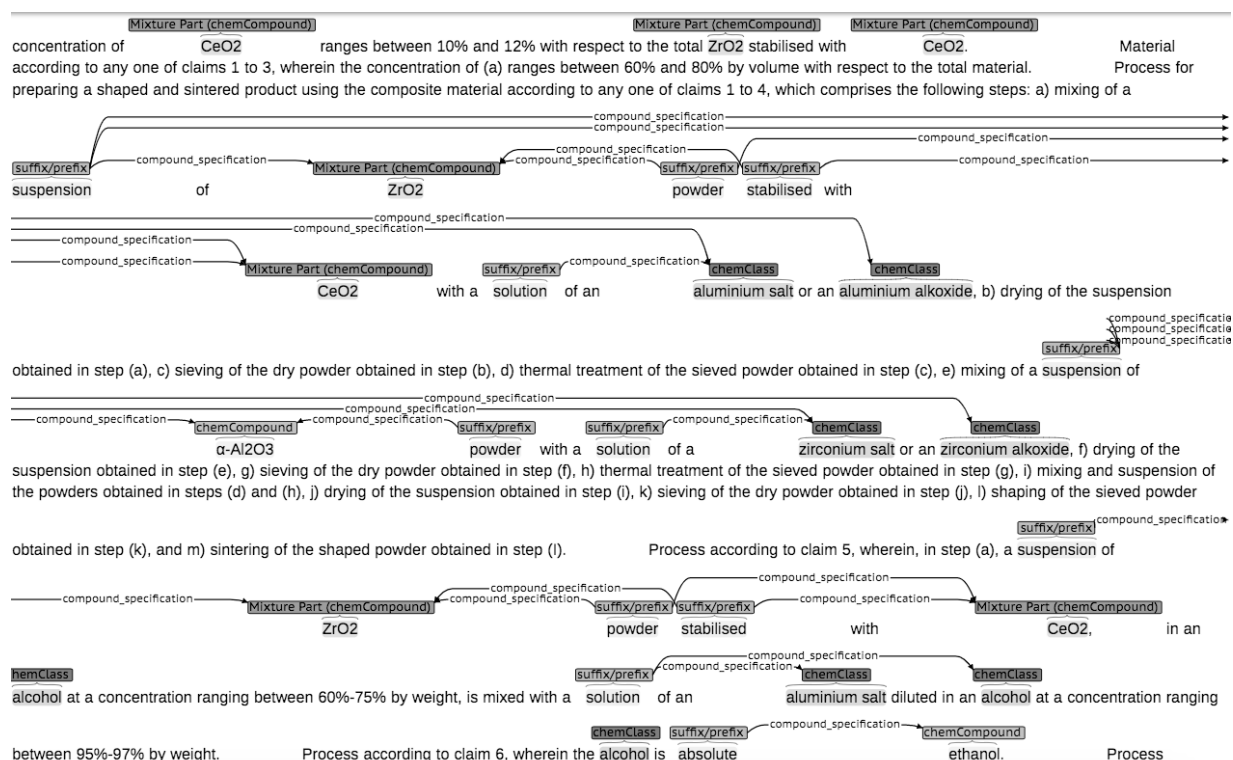 Mixture Part (chemCompound) Mixture Part (chemCompound) Mixture Part (chemCompound)
concentration of CeO2 ranges between 10% and 12% with respect to the total ZrO2 stabilised with CeO2. Material
according to any one of claims 1 to 3, wherein the concentration of (a) ranges between 60% and 80% by volume with respect to the total material. Process for
preparing a shaped and sintered product using the composite material according to any one of claims 1 to 4, which comprises the following steps: a) mixing of a
compound_specification
compound_specification
compound_specification
compound_specification
compound_specification compound_specification compound_specification
suffix/prefix Mixture Part (chemCompound) suffix/prefix suffix/prefix
suspension of ZrO2 powder stabilised with
compound_specification
compound_specification
compound_specification
compound_specification compound_specification
Mixture Part (chemCompound) suffix/prefix chemClass chemClass
CeO2 with a solution of an aluminium salt or an aluminium alkoxide, b) drying of the suspension
compound_specificatio
compound_specificatio
compound_specificatio
suffix/prefix
obtained in step (a), c) sieving of the dry powder obtained in step (b), d) thermal treatment of the sieved powder obtained in step (c), e) mixing of a suspension of
compound_specification
compound_specification
compound_specification compound_specification compound_specification
chemCompound suffix/prefix suffix/prefix chemClass chemClass
α-Al2O3 powder with a solution of a zirconium salt or an zirconium alkoxide, f) drying of the
suspension obtained in step (e), g) sieving of the dry powder obtained in step (f), h) thermal treatment of the sieved powder obtained in step (g), i) mixing and suspension of
the powders obtained in steps (d) and (h), j) drying of the suspension obtained in step (i), k) sieving of the dry powder obtained in step (j), l) shaping of the sieved powder
suffix/prefix compound_specification
obtained in step (k), and m) sintering of the shaped powder obtained in step (l). Process according to claim 5, wherein, in step (a), a suspension of
compound_specification
compound_specification
compound_specification compound_specification compound_specification
Mixture Part (chemCompound) suffix/prefix suffix/prefix Mixture Part (chemCompound)
ZrO2 powder stabilised with CeO2, in an
compound_specification
compound_specification
hemClass suffix/prefix chemClass chemClass
alcohol at a concentration ranging between 60%-75% by weight, is mixed with a solution of an aluminium salt diluted in an alcohol at a concentration ranging
chemClass suffix/prefix compound_specification chemCompound
between 95%-97% by weight. Process according to claim 6, wherein the alcohol is absolute ethanol. Process